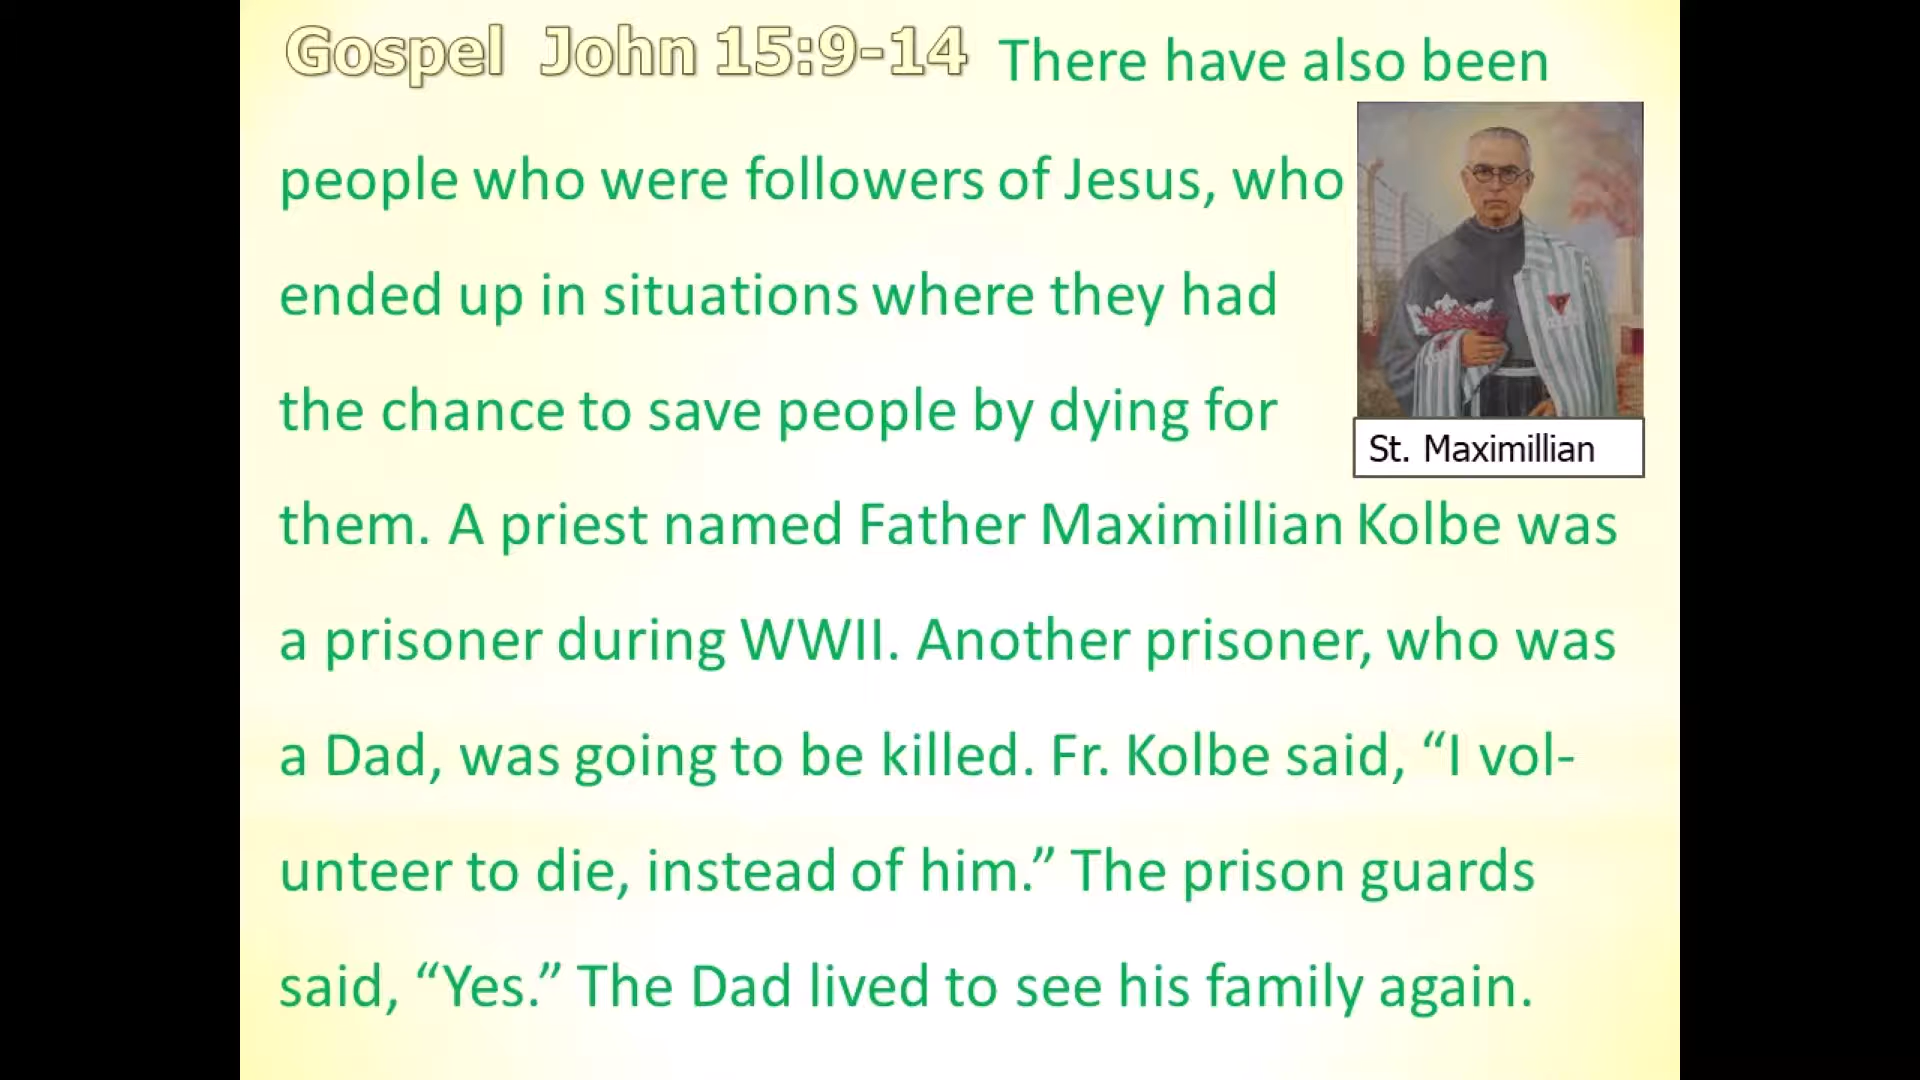 Gospel John 15:9-14 There have also been
people who were followers of Jesus, who
ended up in situations where they had
the chance to save people by dying for
St. Maximillian
them. A priest named Father Maximillian Kolbe was
a prisoner during WWII. Another prisoner, who was
a Dad, was going to be killed. Fr. Kolbe said, “I vol-
unteer to die, instead of him.” The prison guards
said, “Yes.” The Dad lived to see his family again.